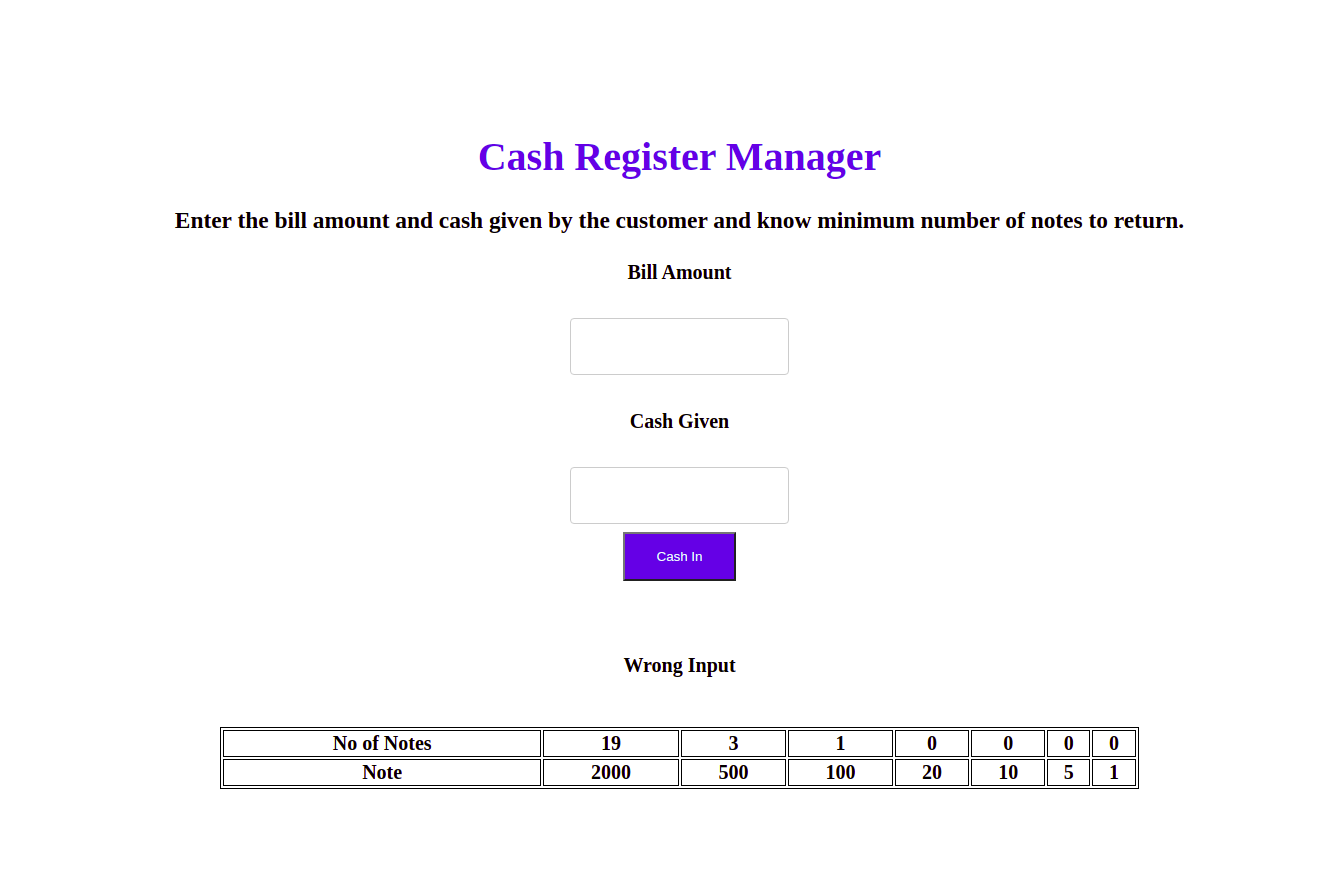 Cash Register Manager
Enter the bill amount and cash given by the customer and know minimum number of notes to return.
Bill Amount
Cash Given
Cash In
Wrong Input
No of Notes 19 3 1 0 0 0 0
Note 2000 500 100 20 10 5 1